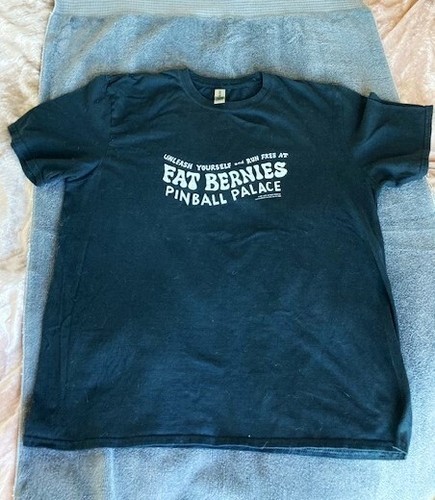 UNLEASH YOURSELF and RUN FREE AT
FAT BERNIES
PINBALL PALACE